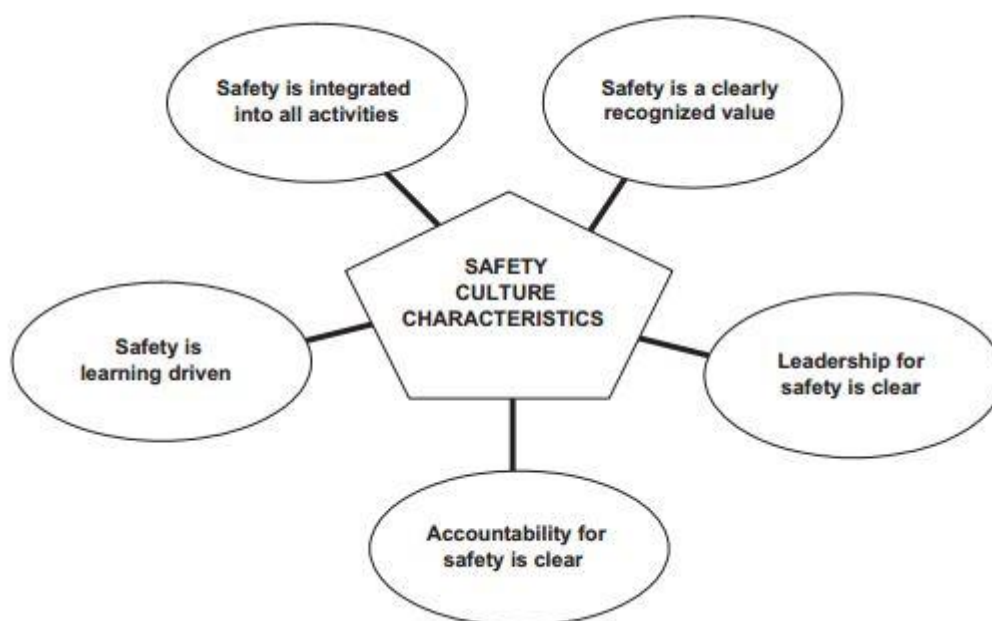 Safety is integrated
into all activities
Safety is a clearly
recognized value
SAFETY
CULTURE
CHARACTERISTICS
Safety is
learning driven
Leadership for
safety is clear
Accountability for
safety is clear